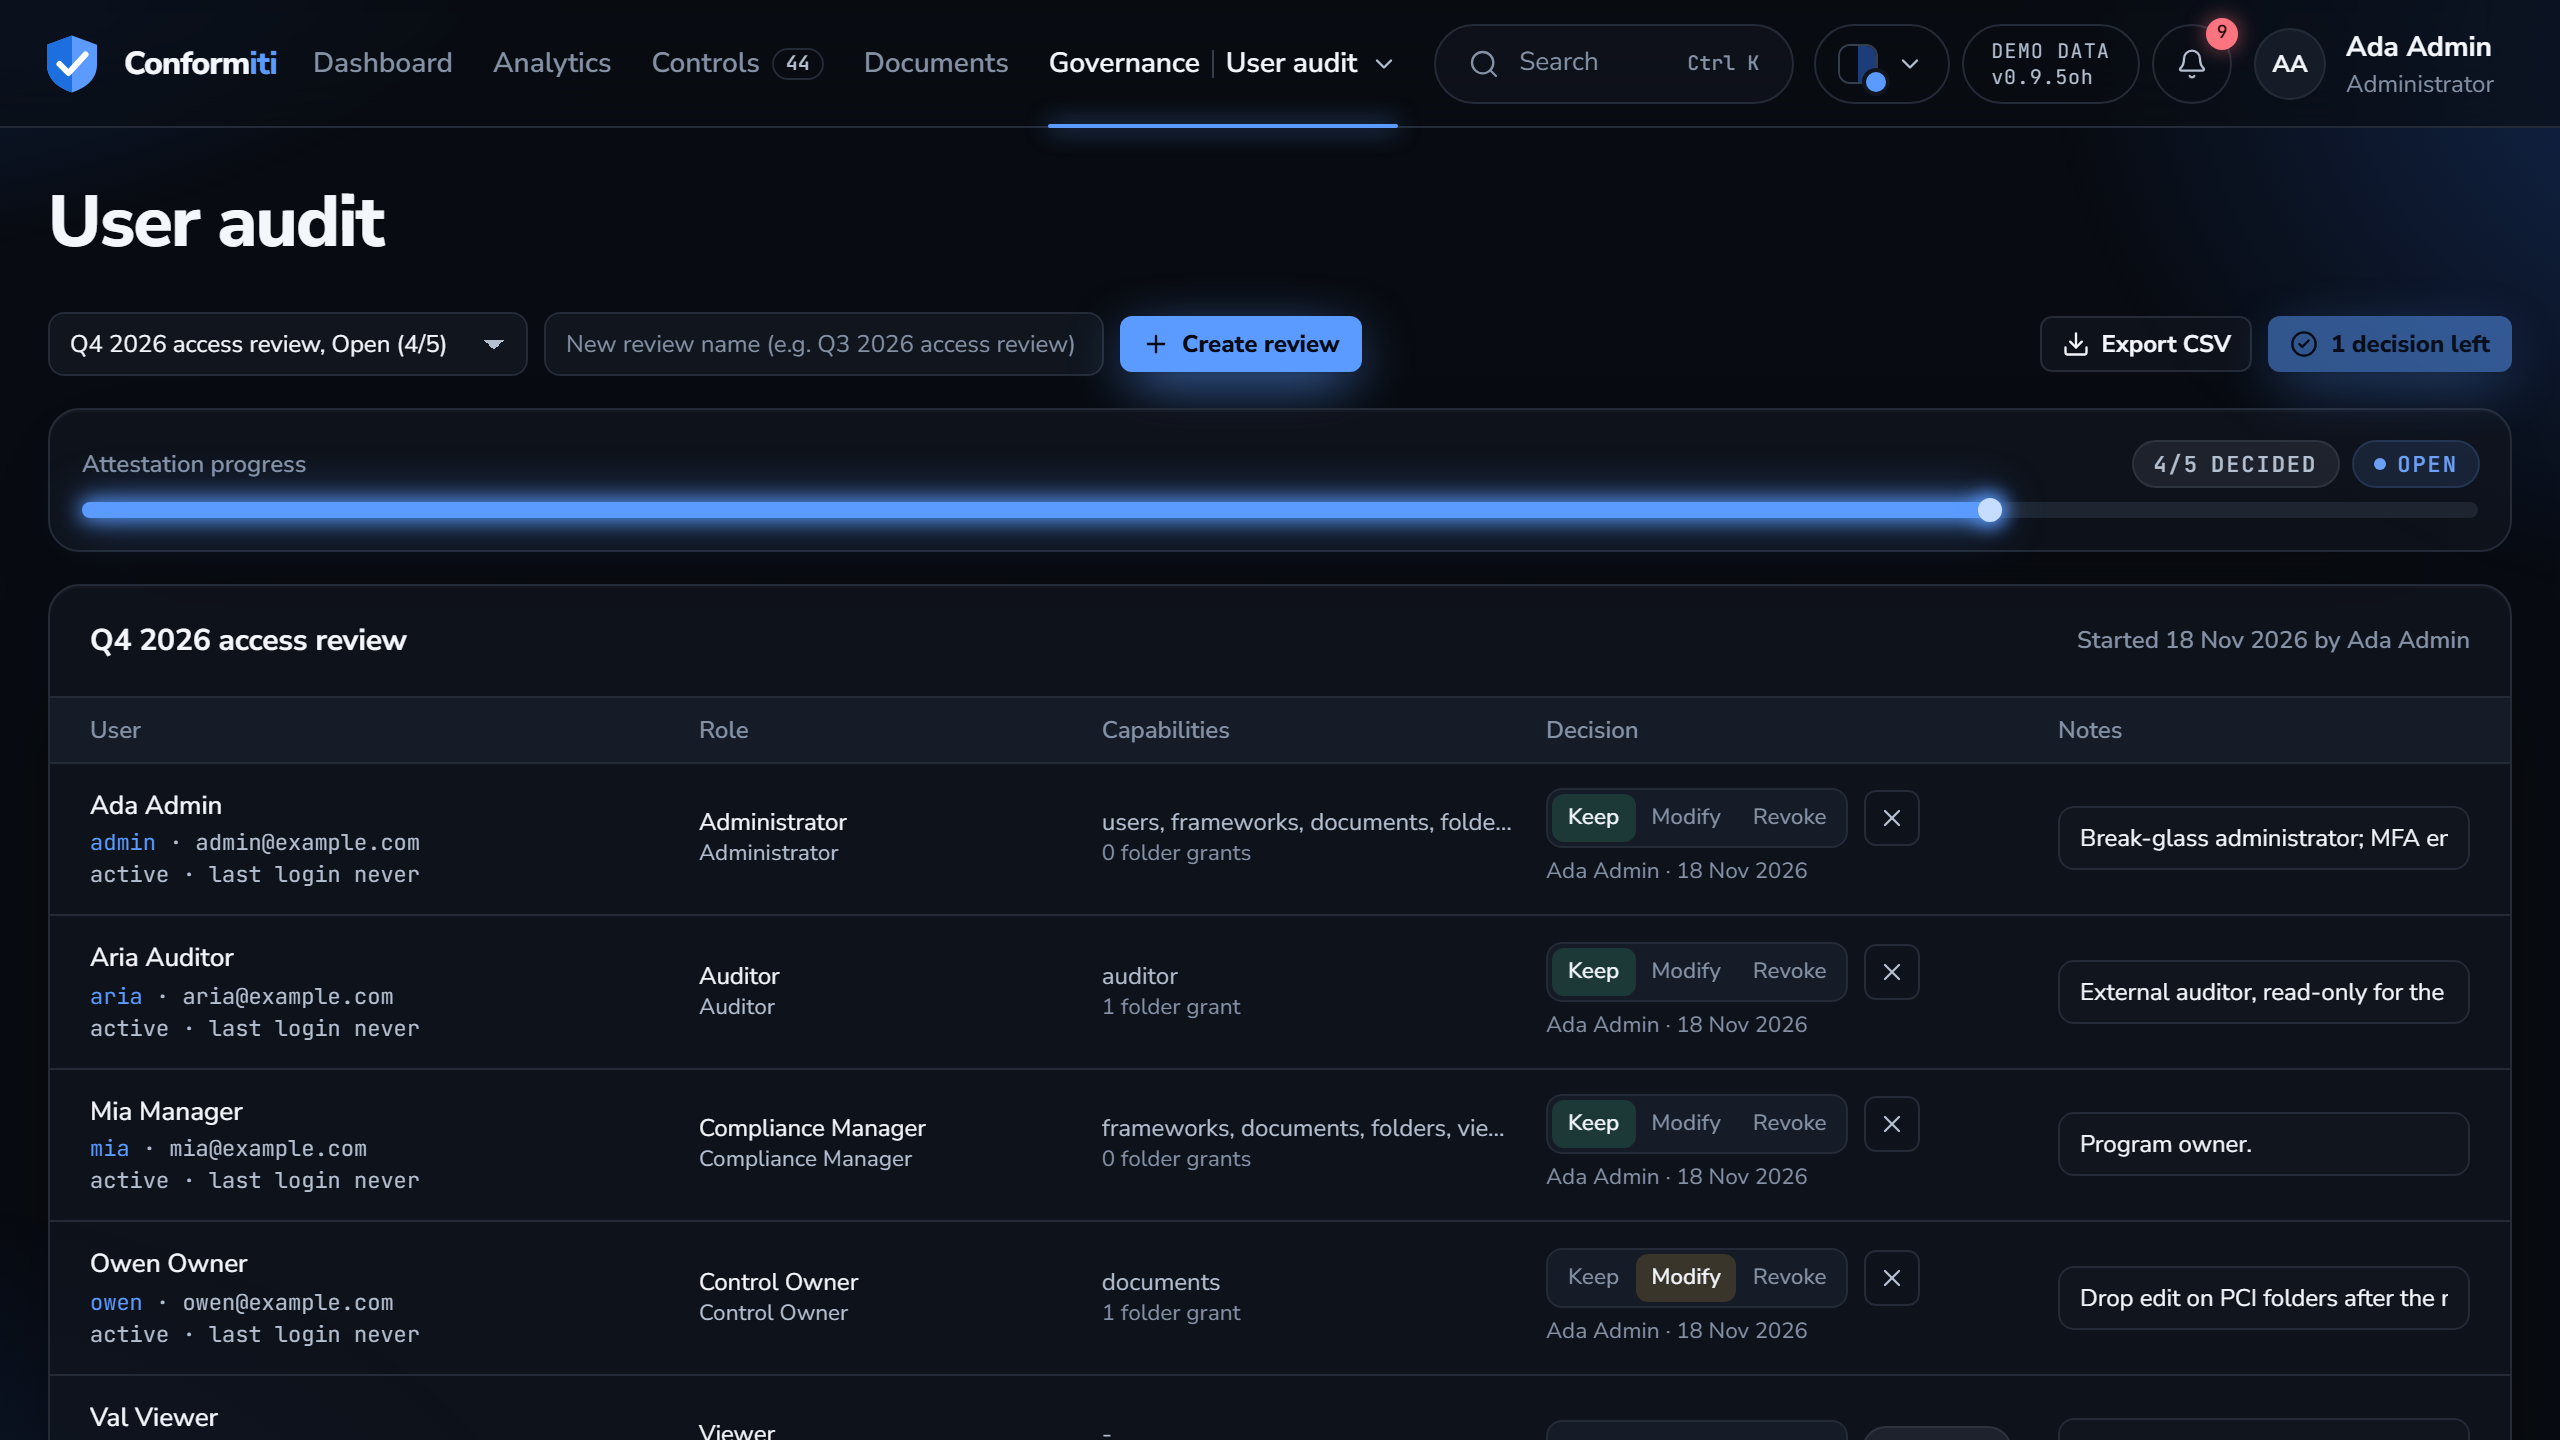 Conformiti Dashboard Analytics Controls 44 Documents Governance User audit Search Ctrl K DEMO DATA v0.9.5oh 9 AA Ada Admin Administrator
User audit
Q4 2026 access review, Open (4/5) New review name (e.g. Q3 2026 access review) Create review Export CSV 1 decision left
Attestation progress 4/5 DECIDED OPEN
Q4 2026 access review Started 18 Nov 2026 by Ada Admin
User Role Capabilities Decision Notes
Ada Admin
admin · admin@example.com
active · last login never
Administrator
Administrator
users, frameworks, documents, folde...
0 folder grants
Keep Modify Revoke
Ada Admin · 18 Nov 2026
Break-glass administrator; MFA er
Aria Auditor
aria · aria@example.com
active · last login never
Auditor
Auditor
auditor
1 folder grant
Keep Modify Revoke
Ada Admin · 18 Nov 2026
External auditor, read-only for the
Mia Manager
mia · mia@example.com
active · last login never
Compliance Manager
Compliance Manager
frameworks, documents, folders, vie...
0 folder grants
Keep Modify Revoke
Ada Admin · 18 Nov 2026
Program owner.
Owen Owner
owen · owen@example.com
active · last login never
Control Owner
Control Owner
documents
1 folder grant
Keep Modify Revoke
Ada Admin · 18 Nov 2026
Drop edit on PCI folders after the
Val Viewer
Viewer
-